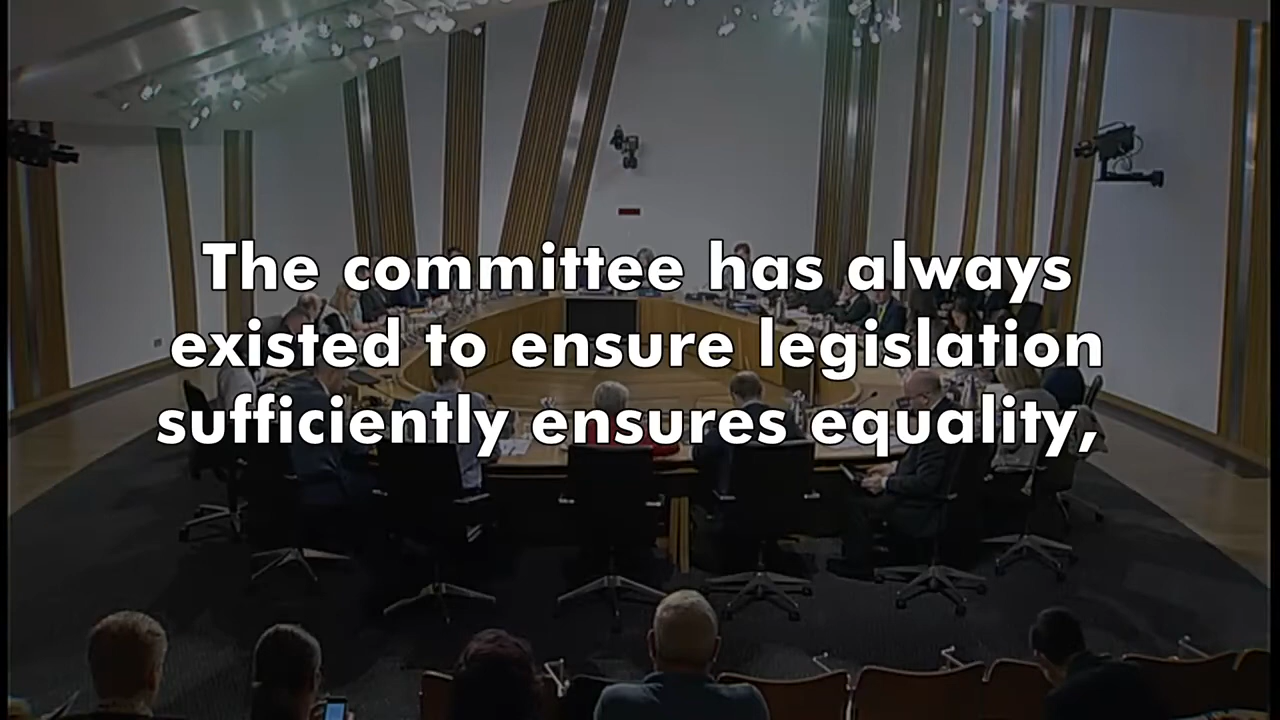 The committee has always
existed to ensure legislation
sufficiently ensures equality,